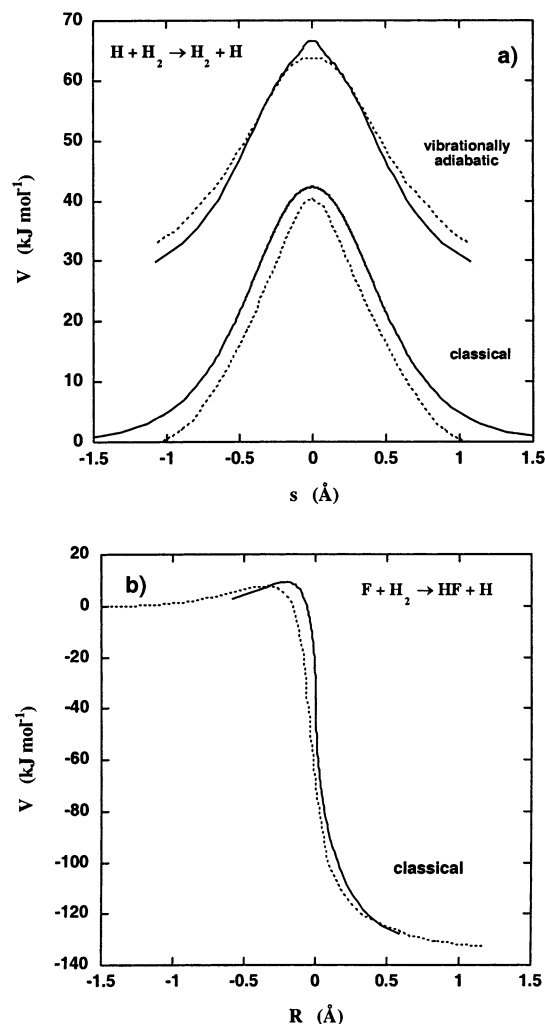 70
H + H₂ → H₂ + H
a)
60
vibrationally
adiabatic
50
V (kJ mol⁻¹)
40
30
20
classical
10
0
-1.5 -1 -0.5 0 0.5 1 1.5
s (Å)
20
b)
F + H₂ → HF + H
0
-20
-40
V (kJ mol⁻¹)
-60
-80
-100
classical
-120
-140
-1.5 -1 -0.5 0 0.5 1 1.5
R (Å)